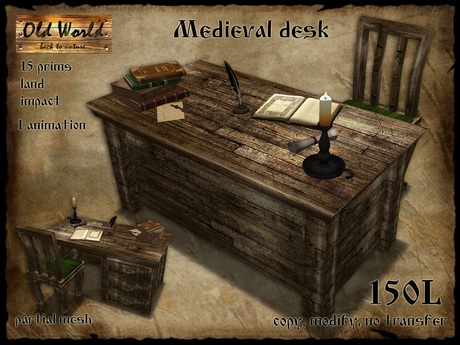 Old World
back to nature
Medieval desk
15 prims
land
impact
1 animation
partial mesh
150L
copy, modify, no transfer